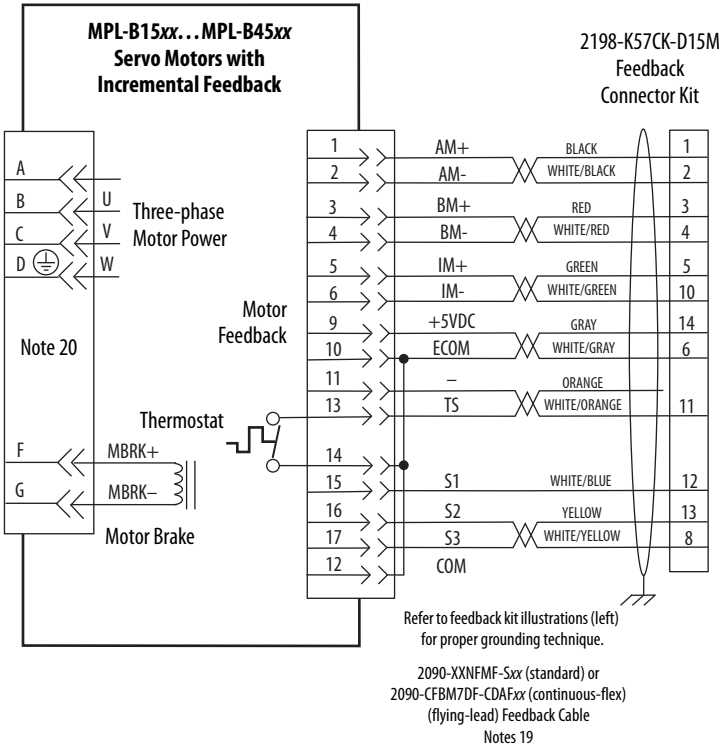 MPL-B15xx…MPL-B45xx
Servo Motors with
Incremental Feedback
2198-K57CK-D15M
Feedback
Connector Kit
A
B
C
D
U
V
W
Three-phase
Motor Power
Note 20
F
G
MBRK+
MBRK–
Motor Brake
Thermostat
Motor
Feedback
1 AM+ BLACK 1
2 AM- WHITE/BLACK 2
3 BM+ RED 3
4 BM- WHITE/RED 4
5 IM+ GREEN 5
6 IM- WHITE/GREEN 10
9 +5VDC GRAY 14
10 ECOM WHITE/GRAY 6
11 – ORANGE
13 TS WHITE/ORANGE 11
14
15 S1 WHITE/BLUE 12
16 S2 YELLOW 13
17 S3 WHITE/YELLOW 8
12 COM
Refer to feedback kit illustrations (left)
for proper grounding technique.
2090-XXNFMF-Sxx (standard) or
2090-CFBM7DF-CDAFxx (continuous-flex)
(flying-lead) Feedback Cable
Notes 19